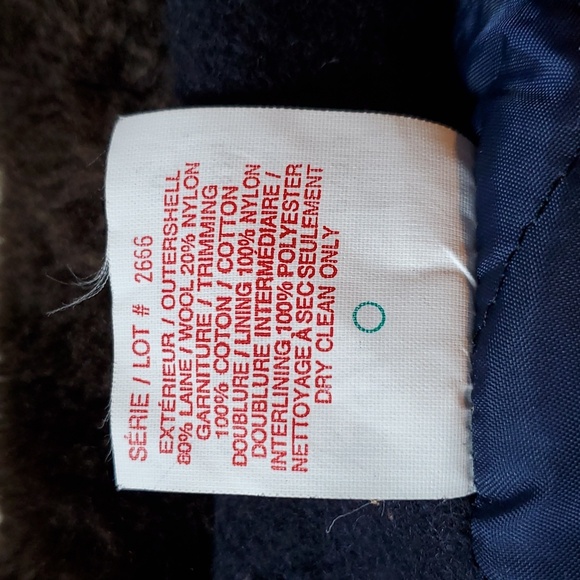 SÉRIE / LOT # 2666
EXTÉRIEUR / OUTERSHELL
80% LAINE / WOOL 20% NYLON
GARNITURE / TRIMMING
100% COTON / COTTON
DOUBLURE / LINING 100% NYLON
DOUBLURE INTERMÉDIAIRE /
INTERLINING 100% POLYESTER
NETTOYAGE À SEC SEULEMENT
DRY CLEAN ONLY